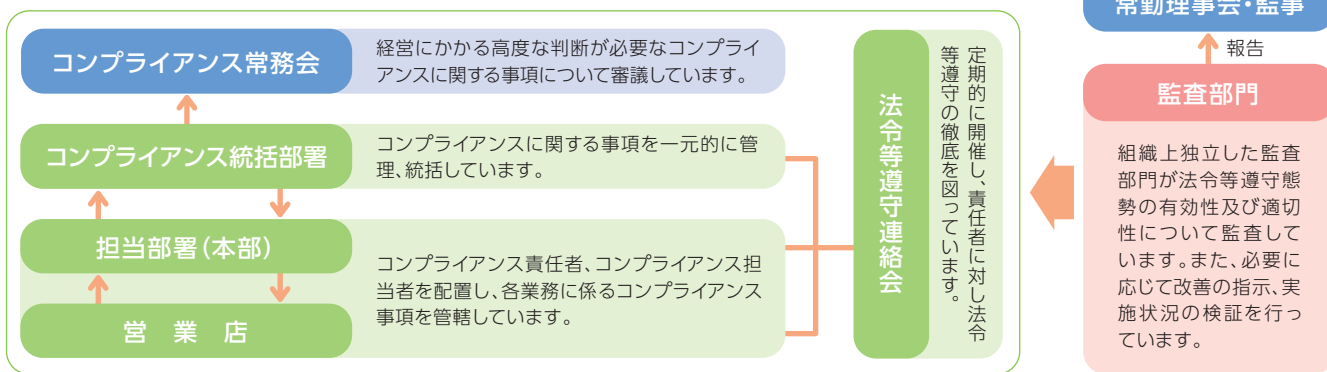 コンプライアンス常務会
経営にかかる高度な判断が必要なコンプライ
アンスに関する事項について審議しています。
コンプライアンス統括部署
コンプライアンスに関する事項を一元的に管
理、統括しています。
担当部署（本部）
営業店
コンプライアンス責任者、コンプライアンス担
当者を配置し、各業務に係るコンプライアンス
事項を管轄しています。
法令等遵守連絡会
定期的に開催し、責任者に対し法令
等遵守の徹底を図っています。
常勤理事会・監事
報告
監査部門
組織上独立した監査
部門が法令等遵守態
勢の有効性及び適切
性について監査して
います。また、必要に
応じて改善の指示、実
施状況の検証を行っ
ています。